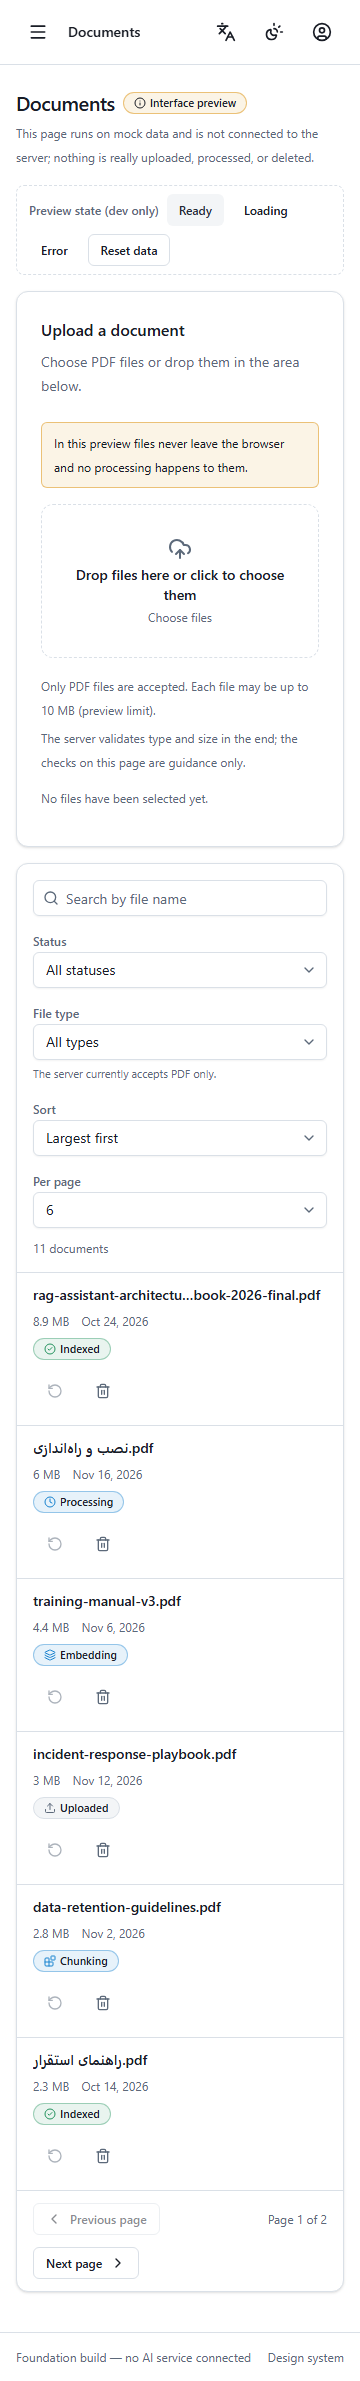 Documents
Documents
Interface preview
This page runs on mock data and is not connected to the
server; nothing is really uploaded, processed, or deleted.
Preview state (dev only)
Ready
Loading
Error
Reset data
Upload a document
Choose PDF files or drop them in the area
below.
In this preview files never leave the browser
and no processing happens to them.
Drop files here or click to choose
them
Choose files
Only PDF files are accepted. Each file may be up to
10 MB (preview limit).
The server validates type and size in the end; the
checks on this page are guidance only.
No files have been selected yet.
Search by file name
Status
All statuses
File type
All types
The server currently accepts PDF only.
Sort
Largest first
Per page
6
11 documents
rag-assistant-architectu...book-2026-final.pdf
8.9 MB Oct 24, 2026
Indexed
نصب و راه‌اندازی.pdf
6 MB Nov 16, 2026
Processing
training-manual-v3.pdf
4.4 MB Nov 6, 2026
Embedding
incident-response-playbook.pdf
3 MB Nov 12, 2026
Uploaded
data-retention-guidelines.pdf
2.8 MB Nov 2, 2026
Chunking
راهنمای استقرار.pdf
2.3 MB Oct 14, 2026
Indexed
Previous page
Page 1 of 2
Next page
Foundation build — no AI service connected
Design system